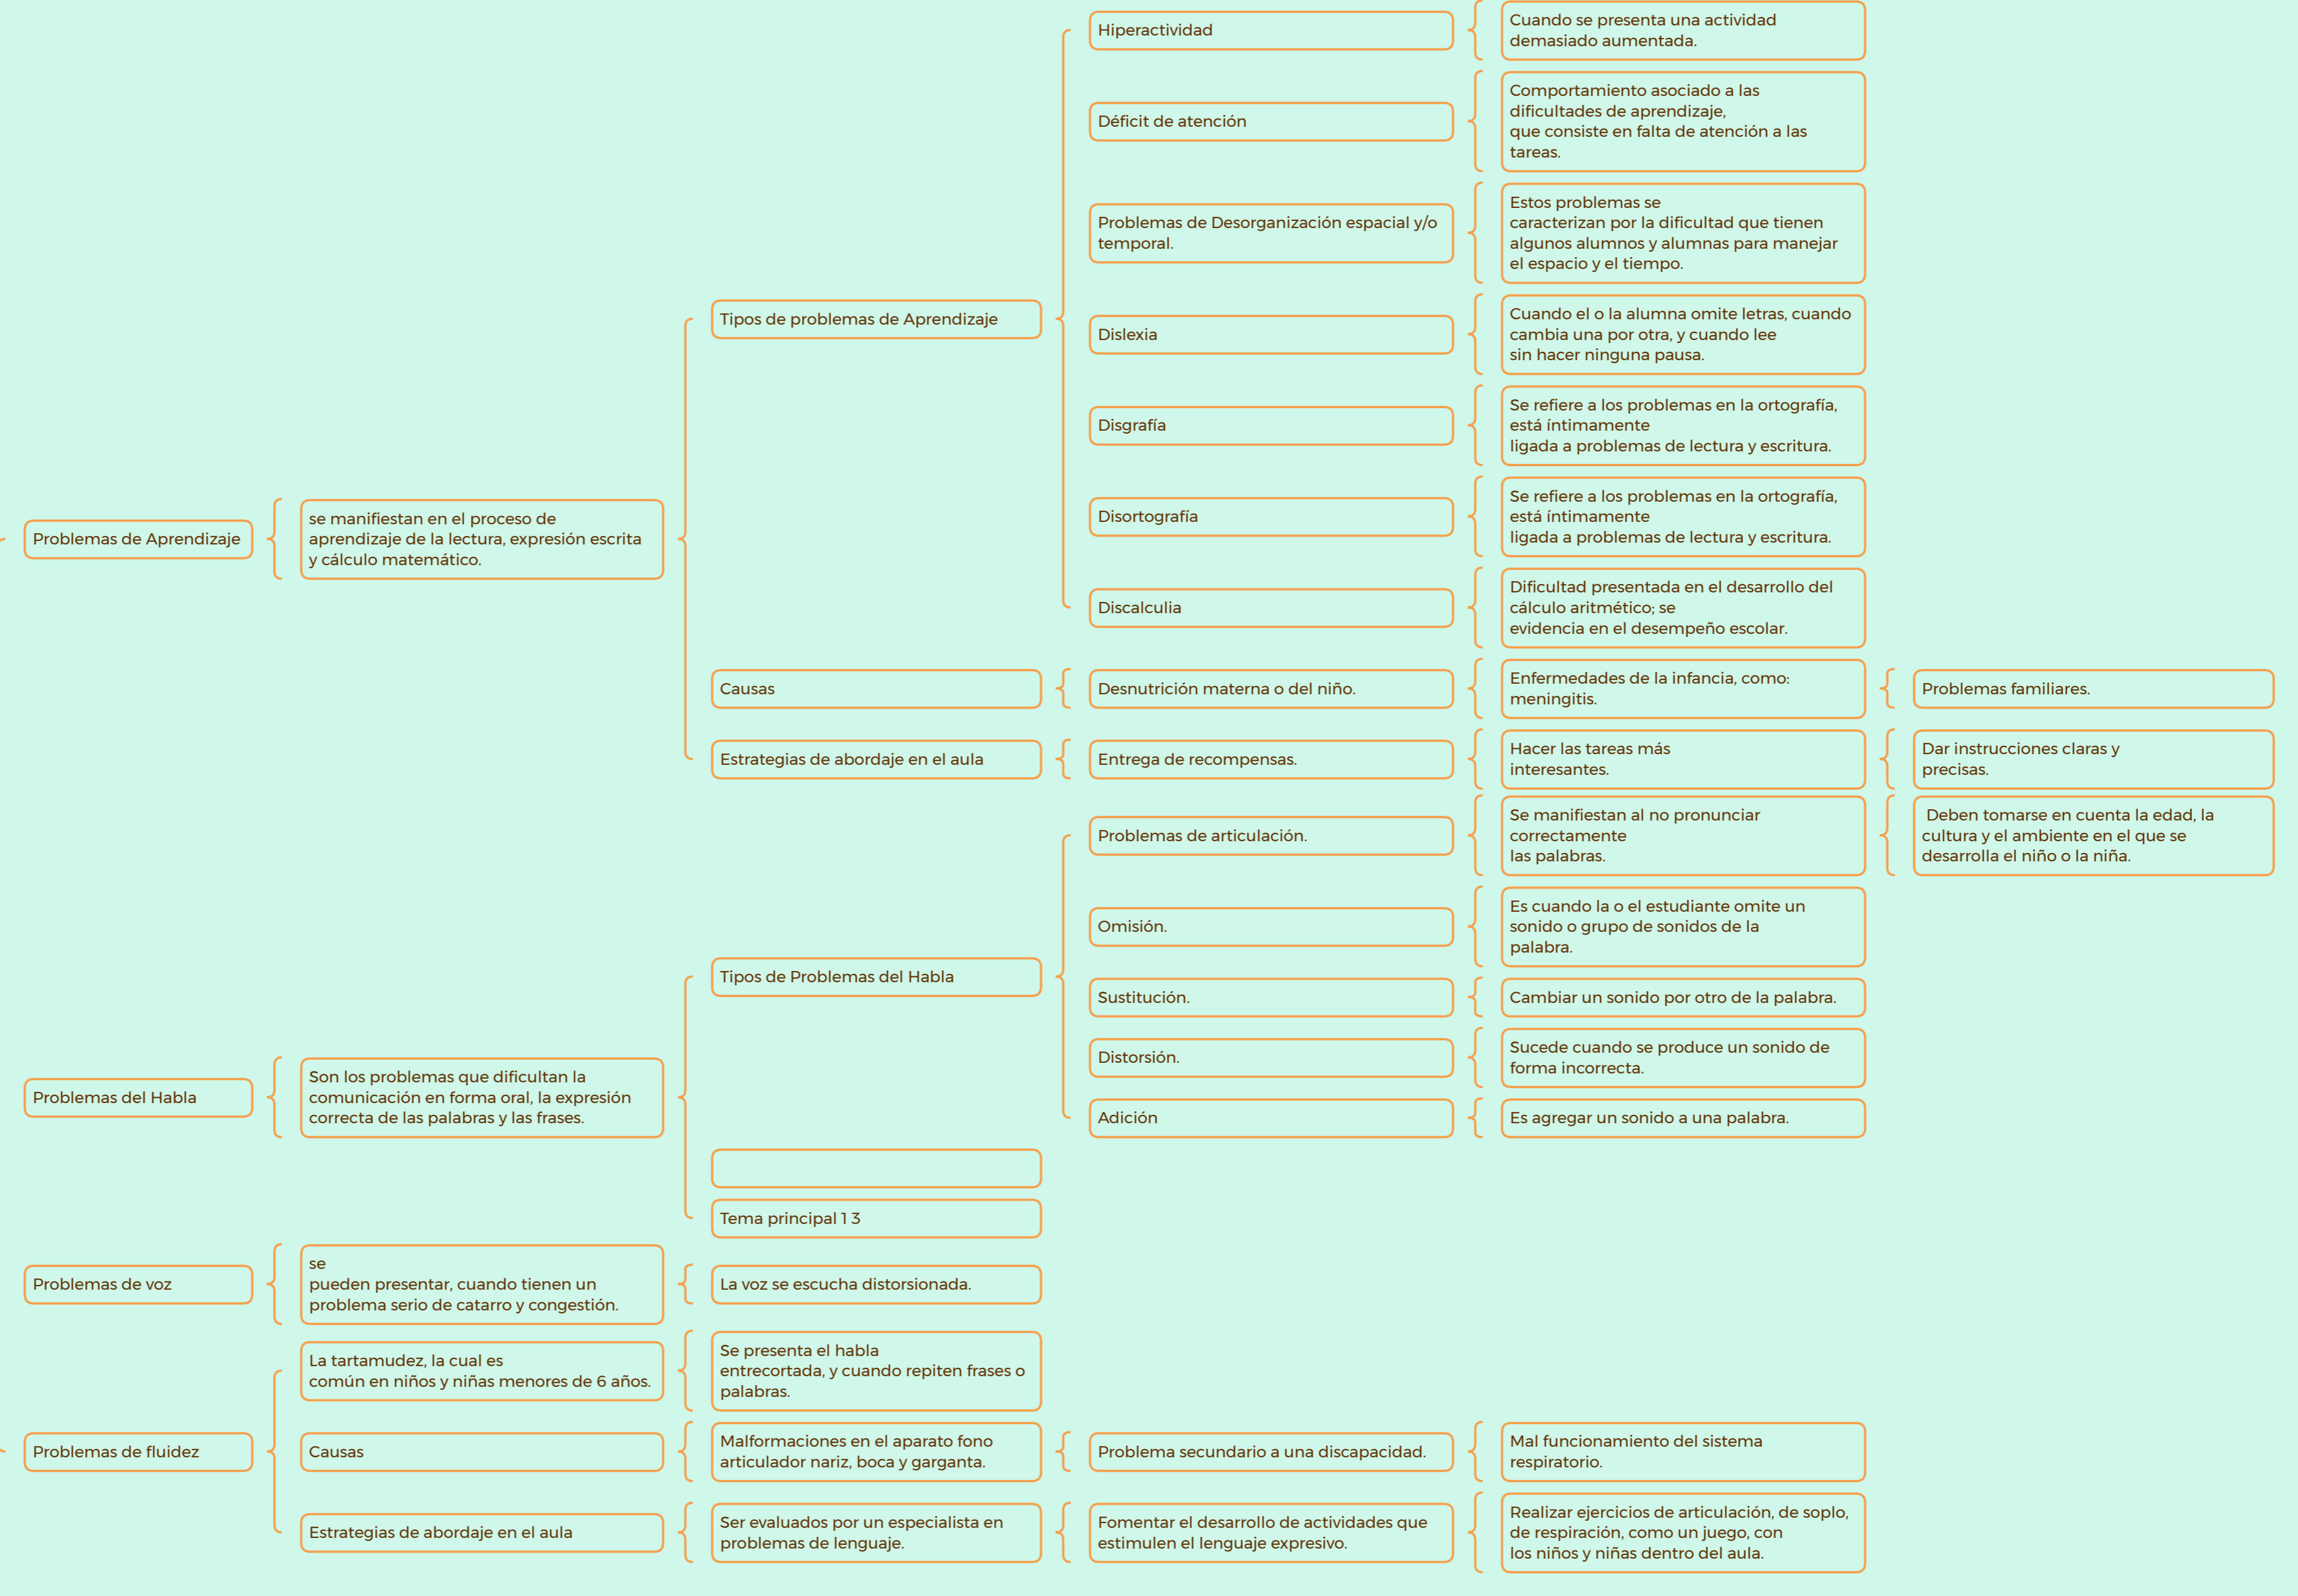 Problemas de Aprendizaje
se manifiestan en el proceso de
aprendizaje de la lectura, expresión escrita
y cálculo matemático.
Tipos de problemas de Aprendizaje
Hiperactividad
Cuando se presenta una actividad
demasiado aumentada.
Déficit de atención
Comportamiento asociado a las
dificultades de aprendizaje,
que consiste en falta de atención a las
tareas.
Problemas de Desorganización espacial y/o
temporal.
Estos problemas se
caracterizan por la dificultad que tienen
algunos alumnos y alumnas para manejar
el espacio y el tiempo.
Dislexia
Cuando el o la alumna omite letras, cuando
cambia una por otra, y cuando lee
sin hacer ninguna pausa.
Disgrafía
Se refiere a los problemas en la ortografía,
está íntimamente
ligada a problemas de lectura y escritura.
Disortografía
Se refiere a los problemas en la ortografía,
está íntimamente
ligada a problemas de lectura y escritura.
Discalculia
Dificultad presentada en el desarrollo del
cálculo aritmético; se
evidencia en el desempeño escolar.
Causas
Desnutrición materna o del niño.
Enfermedades de la infancia, como:
meningitis.
Problemas familiares.
Estrategias de abordaje en el aula
Entrega de recompensas.
Hacer las tareas más
interesantes.
Dar instrucciones claras y
precisas.
Problemas del Habla
Son los problemas que dificultan la
comunicación en forma oral, la expresión
correcta de las palabras y las frases.
Tipos de Problemas del Habla
Problemas de articulación.
Se manifiestan al no pronunciar
correctamente
las palabras.
Deben tomarse en cuenta la edad, la
cultura y el ambiente en el que se
desarrolla el niño o la niña.
Omisión.
Es cuando la o el estudiante omite un
sonido o grupo de sonidos de la
palabra.
Sustitución.
Cambiar un sonido por otro de la palabra.
Distorsión.
Sucede cuando se produce un sonido de
forma incorrecta.
Adición
Es agregar un sonido a una palabra.
Tema principal 1 3
Problemas de voz
se
pueden presentar, cuando tienen un
problema serio de catarro y congestión.
La voz se escucha distorsionada.
Problemas de fluidez
La tartamudez, la cual es
común en niños y niñas menores de 6 años.
Se presenta el habla
entrecortada, y cuando repiten frases o
palabras.
Causas
Malformaciones en el aparato fono
articulador nariz, boca y garganta.
Problema secundario a una discapacidad.
Mal funcionamiento del sistema
respiratorio.
Estrategias de abordaje en el aula
Ser evaluados por un especialista en
problemas de lenguaje.
Fomentar el desarrollo de actividades que
estimulen el lenguaje expresivo.
Realizar ejercicios de articulación, de soplo,
de respiración, como un juego, con
los niños y niñas dentro del aula.